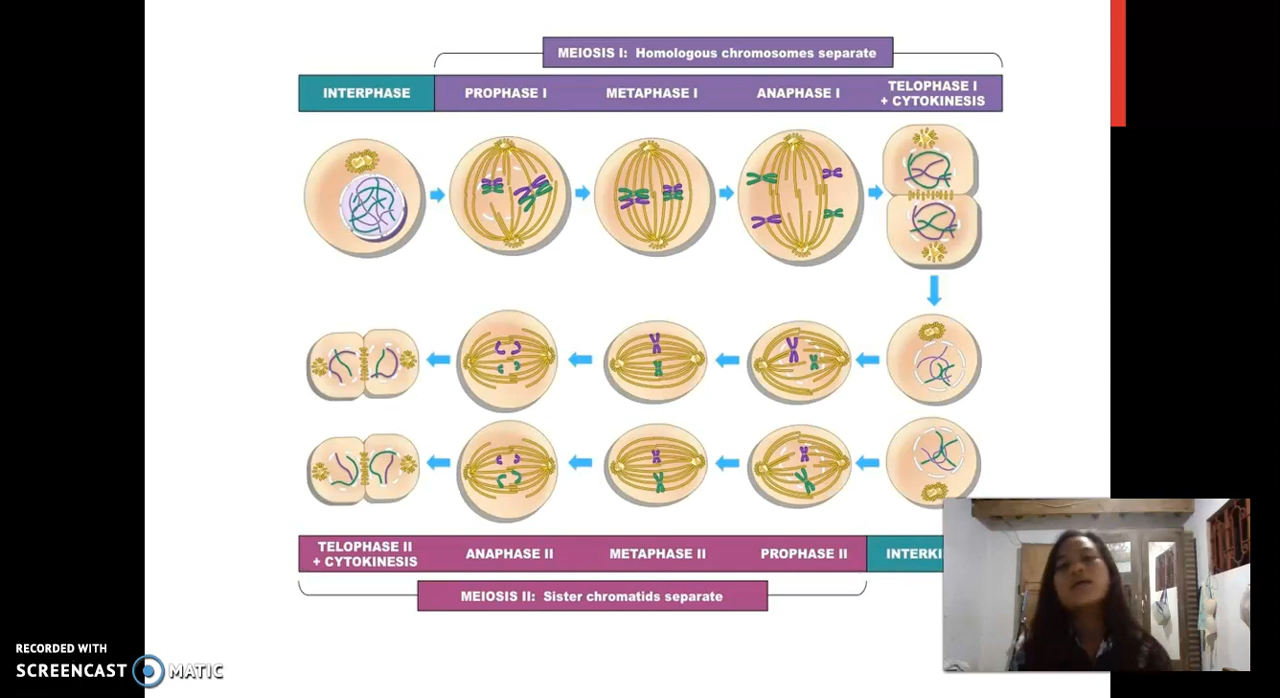 MEIOSIS I: Homologous chromosomes separate
INTERPHASE
PROPHASE I
METAPHASE I
ANAPHASE I
TELOPHASE I
+ CYTOKINESIS
TELOPHASE II
+ CYTOKINESIS
ANAPHASE II
METAPHASE II
PROPHASE II
INTERKI
MEIOSIS II: Sister chromatids separate
RECORDED WITH
SCREENCAST MATIC